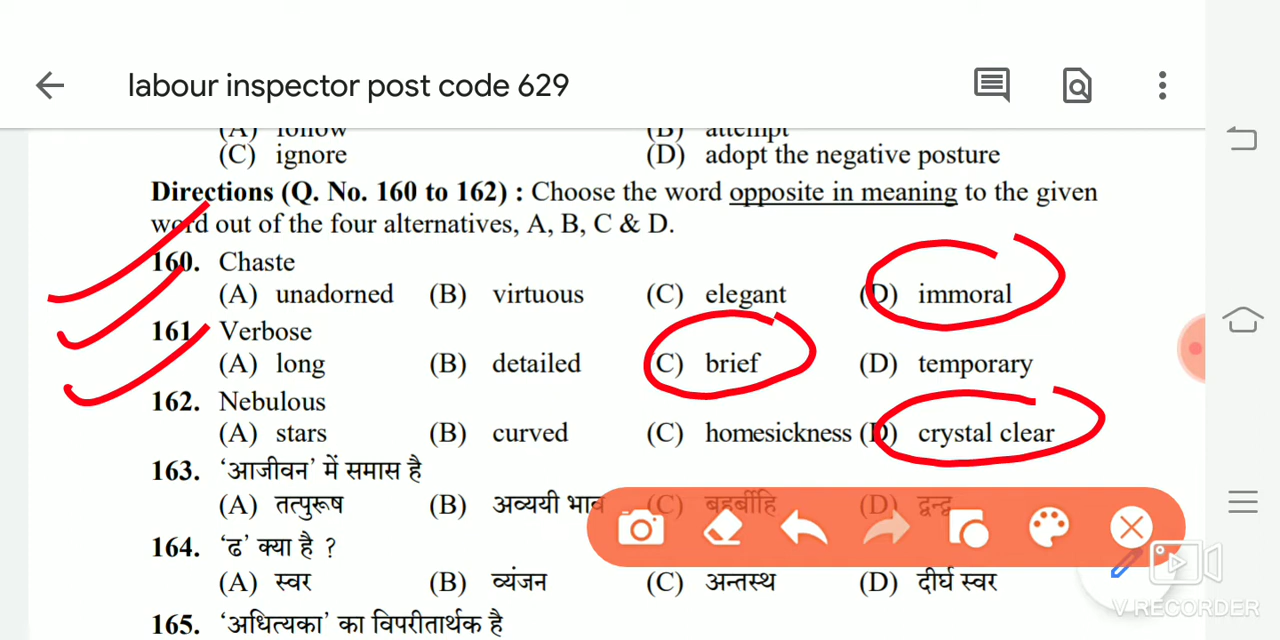 labour inspector post code 629
(A) follow (B) attempt
(C) ignore (D) adopt the negative posture
Directions (Q. No. 160 to 162) : Choose the word opposite in meaning to the given
word out of the four alternatives, A, B, C & D.
160. Chaste
(A) unadorned (B) virtuous (C) elegant (D) immoral
161. Verbose
(A) long (B) detailed (C) brief (D) temporary
162. Nebulous
(A) stars (B) curved (C) homesickness (D) crystal clear
163. ‘आजीवन’ में समास है
(A) तत्पुरूष (B) अव्ययी भाव (C) बहुर्बीहि (D) द्वन्द्व
164. ‘ढ’ क्या है ?
(A) स्वर (B) व्यंजन (C) अन्तस्थ (D) दीर्घ स्वर
165. ‘अधित्यका’ का विपरीतार्थक है
V RECORDER